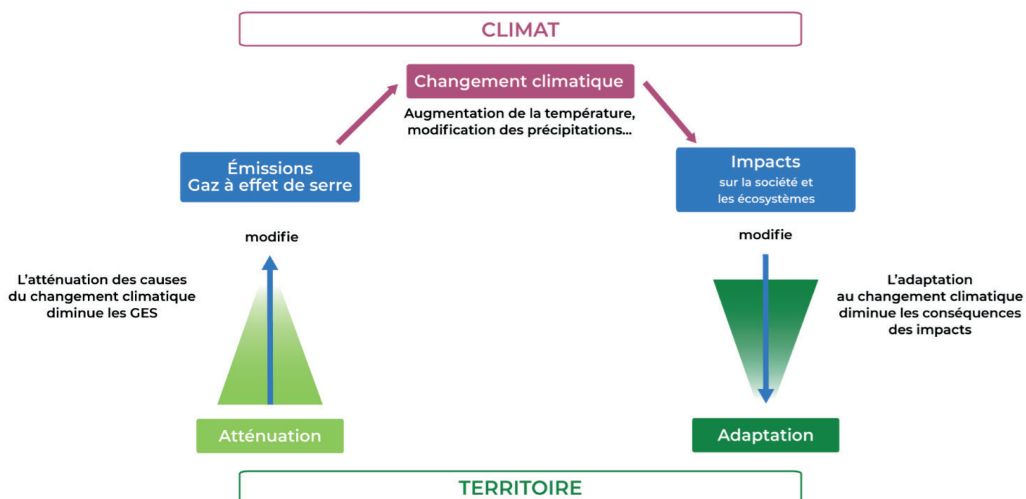 CLIMAT
Changement climatique
Augmentation de la température,
modification des précipitations...
Émissions
Gaz à effet de serre
Impacts
sur la société et
les écosystèmes
modifie
modifie
L’atténuation des causes
du changement climatique
diminue les GES
L’adaptation
au changement climatique
diminue les conséquences
des impacts
Atténuation
Adaptation
TERRITOIRE